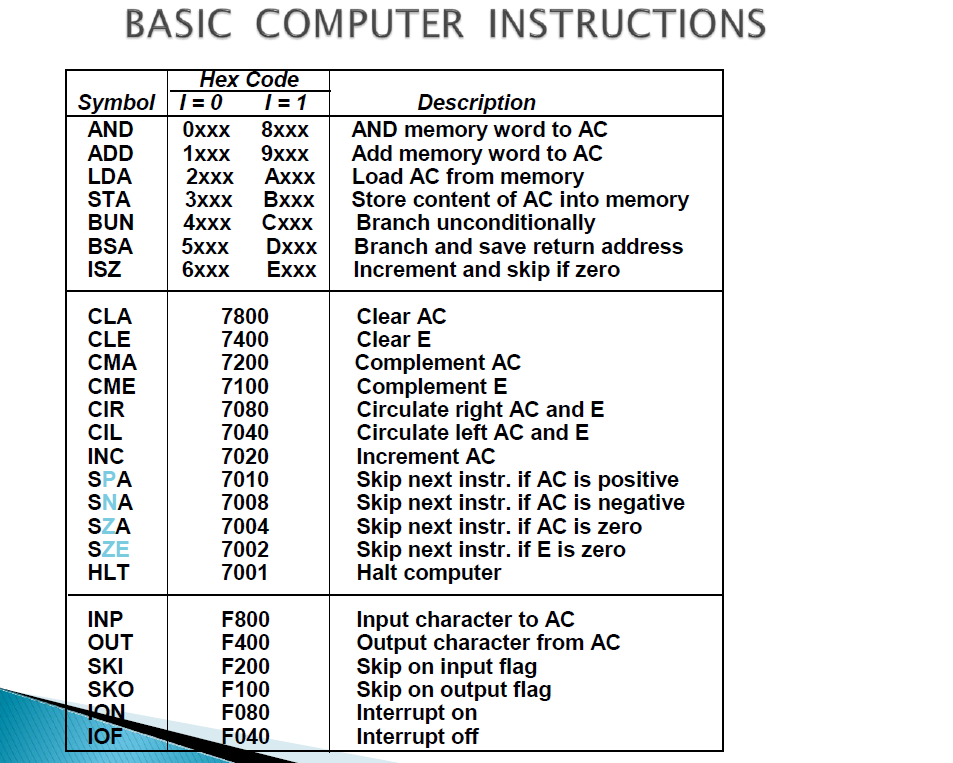 BASIC COMPUTER INSTRUCTIONS
Hex Code
Symbol I = 0 I = 1 Description
AND 0xxx 8xxx AND memory word to AC
ADD 1xxx 9xxx Add memory word to AC
LDA 2xxx Axxx Load AC from memory
STA 3xxx Bxxx Store content of AC into memory
BUN 4xxx Cxxx Branch unconditionally
BSA 5xxx Dxxx Branch and save return address
ISZ 6xxx Exxx Increment and skip if zero
CLA 7800 Clear AC
CLE 7400 Clear E
CMA 7200 Complement AC
CME 7100 Complement E
CIR 7080 Circulate right AC and E
CIL 7040 Circulate left AC and E
INC 7020 Increment AC
SPA 7010 Skip next instr. if AC is positive
SNA 7008 Skip next instr. if AC is negative
SZA 7004 Skip next instr. if AC is zero
SZE 7002 Skip next instr. if E is zero
HLT 7001 Halt computer
INP F800 Input character to AC
OUT F400 Output character from AC
SKI F200 Skip on input flag
SKO F100 Skip on output flag
ION F080 Interrupt on
IOF F040 Interrupt off